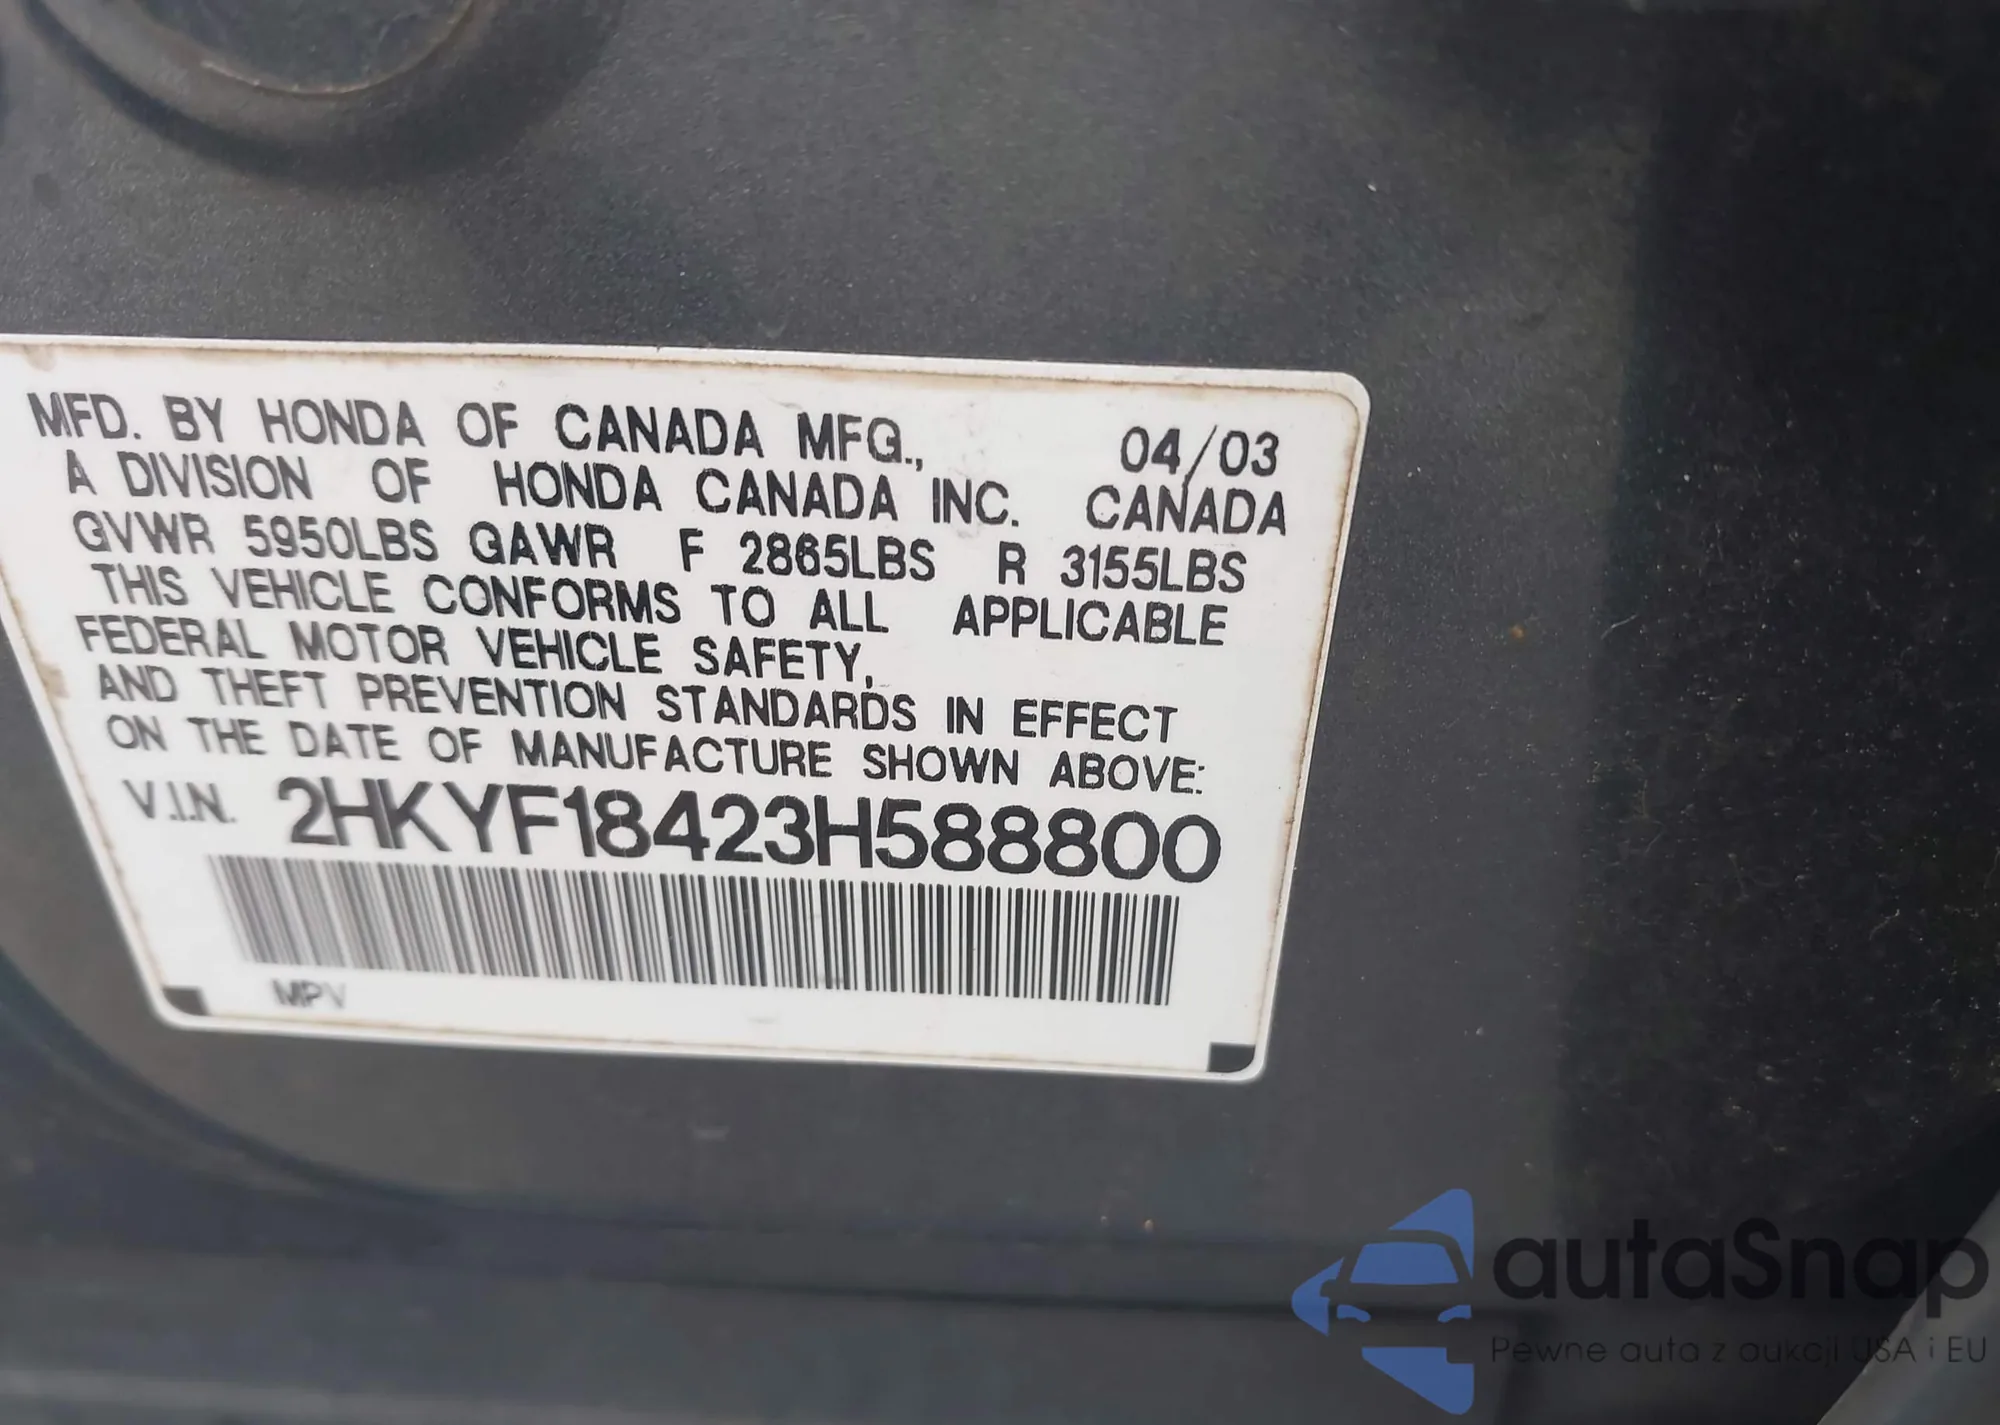 MFD. BY HONDA OF CANADA MFG., 04/03
A DIVISION OF HONDA CANADA INC. CANADA
GVWR 5950LBS GAWR F 2865LBS R 3155LBS
THIS VEHICLE CONFORMS TO ALL APPLICABLE
FEDERAL MOTOR VEHICLE SAFETY,
AND THEFT PREVENTION STANDARDS IN EFFECT
ON THE DATE OF MANUFACTURE SHOWN ABOVE:
V.I.N. 2HKYF18423H588800
MPV
autaSnap
Pewne auta z aukcji USA i EU